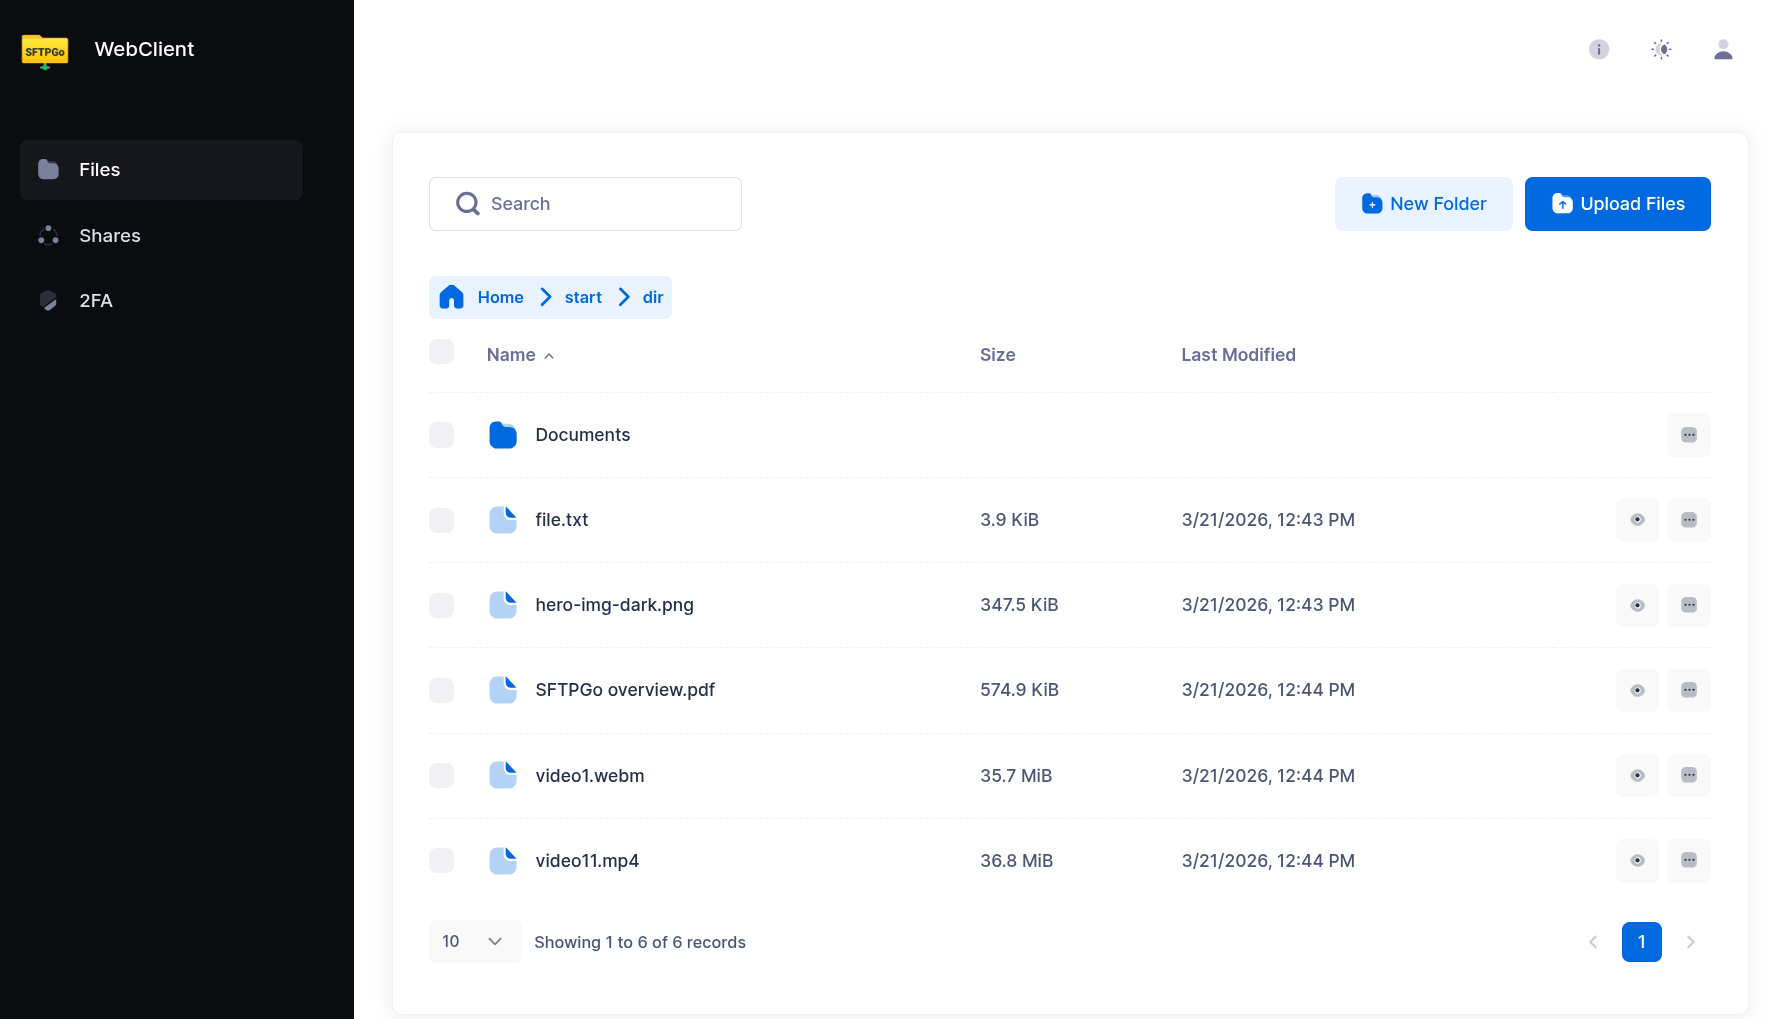 SFTPGo
WebClient
Files
Shares
2FA
Search
New Folder
Upload Files
Home start dir
Name Size Last Modified
Documents
file.txt 3.9 KiB 3/21/2026, 12:43 PM
hero-img-dark.png 347.5 KiB 3/21/2026, 12:43 PM
SFTPGo overview.pdf 574.9 KiB 3/21/2026, 12:44 PM
video1.webm 35.7 MiB 3/21/2026, 12:44 PM
video11.mp4 36.8 MiB 3/21/2026, 12:44 PM
10 Showing 1 to 6 of 6 records 1